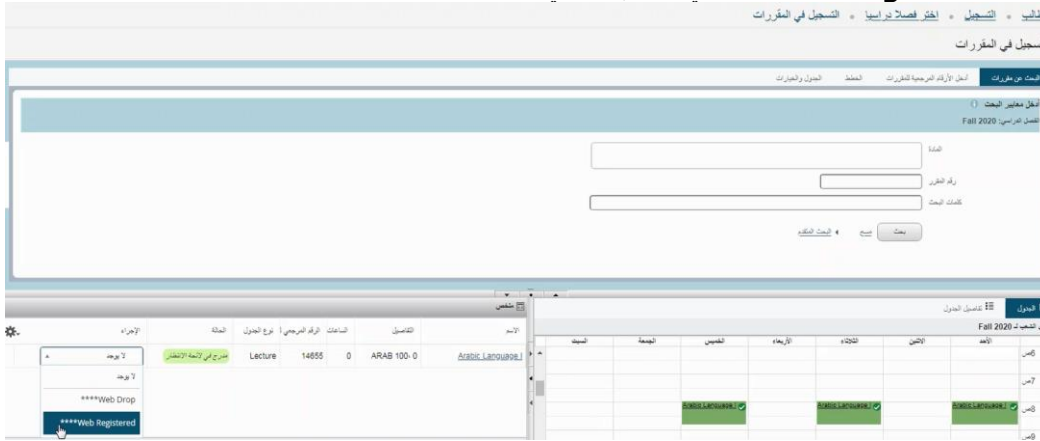 طالب • التسجيل • اختر فصلا دراسيا • التسجيل في المقررات
سجيل في المقررات
البحث عن مقررات أدخل الأرقام المرجعية للمقررات الخطط الجدول والخيارات
أدخل معايير البحث
الفصل الدراسي: Fall 2020
المادة
رقم المقرر
كلمات البحث
بحث مسح البحث المتقدم
الجدول تفاصيل الجدول
الشعب لـ Fall 2020
الأحد الاثنين الثلاثاء الأربعاء الخميس الجمعة السبت
6ص
7ص
8ص Arabic Language I Arabic Language I Arabic Language I
9ص
ملخص
الاسم التفاصيل الساعات الرقم المرجعي نوع الجدول الحالة الإجراء
Arabic Language I ARAB 100- 0 0 14655 Lecture مدرج في لائحة الانتظار لا يوجد
لا يوجد
****Web Drop
****Web Registered